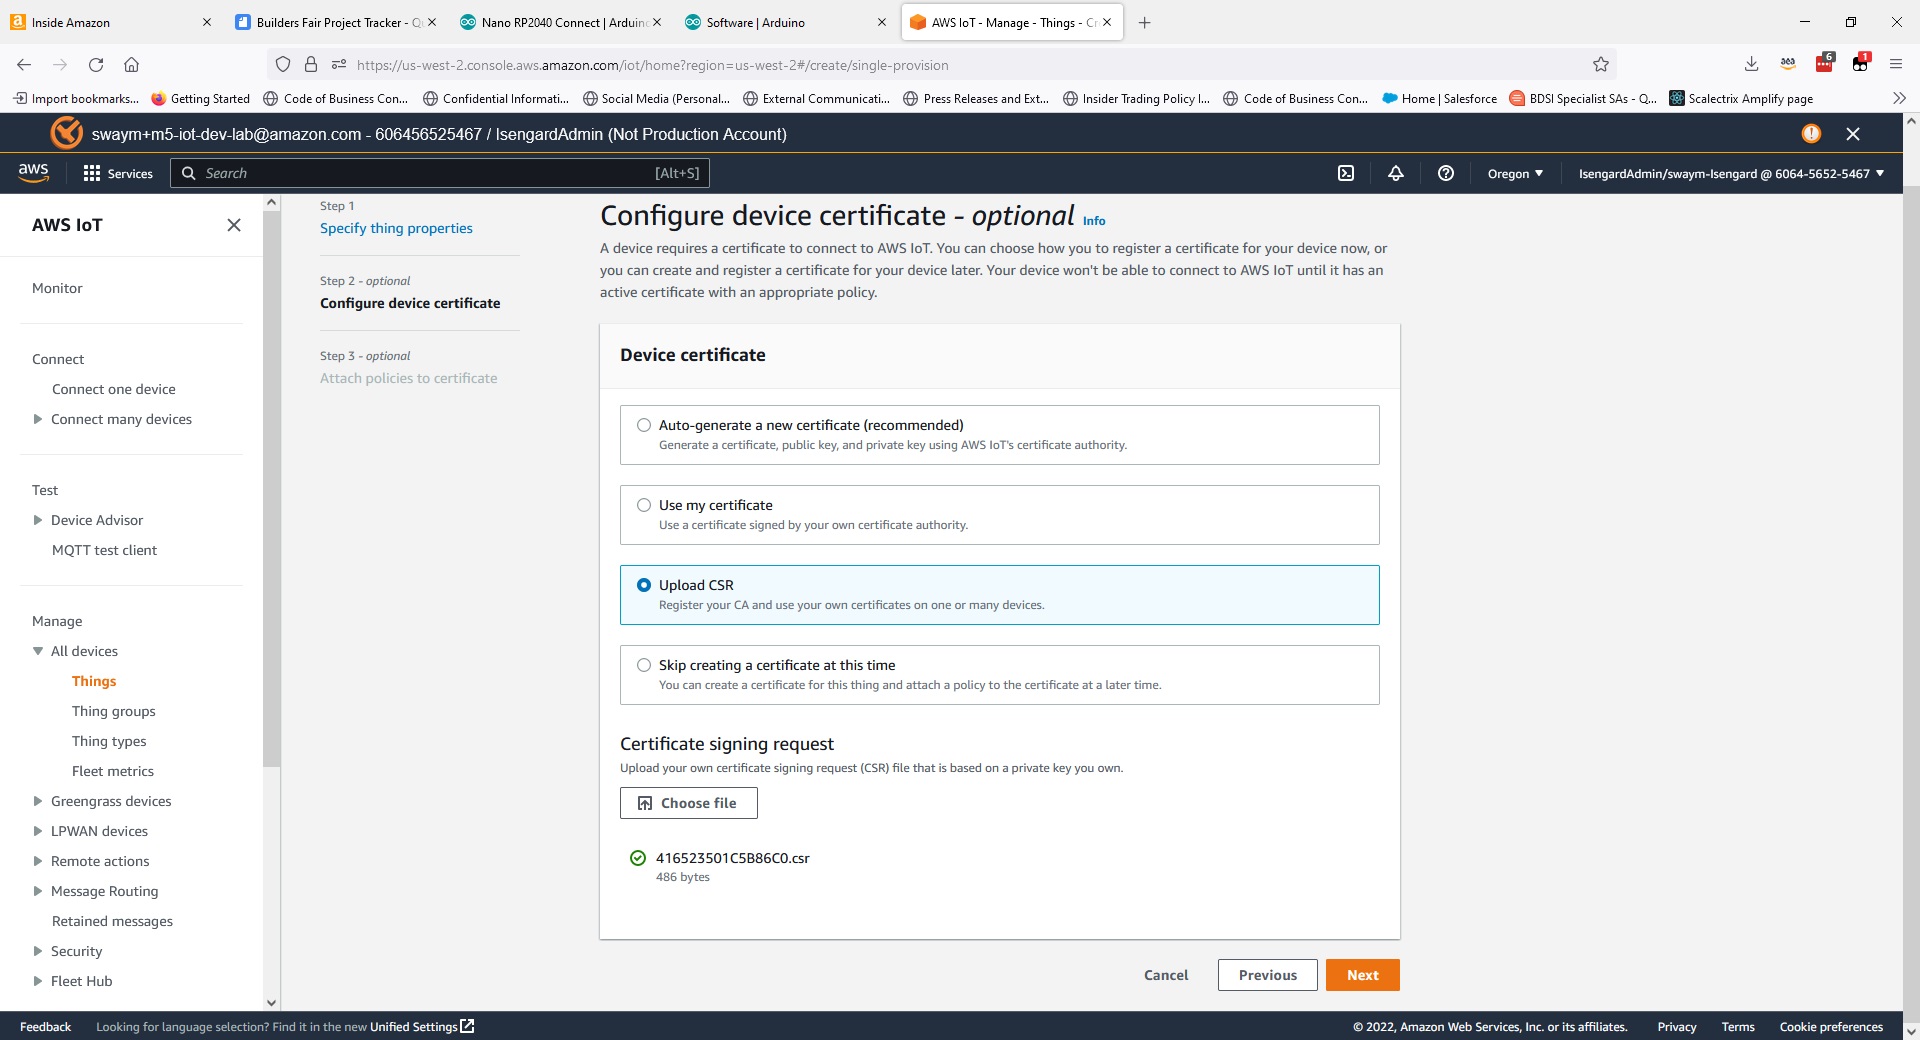 Inside Amazon
Builders Fair Project Tracker - Qu
Nano RP2040 Connect | Arduino
Software | Arduino
AWS IoT - Manage - Things - Cr
https://us-west-2.console.aws.amazon.com/iot/home?region=us-west-2#/create/single-provision
6
1
Import bookmarks...
Getting Started
Code of Business Con...
Confidential Informati...
Social Media (Personal...
External Communicati...
Press Releases and Ext...
Insider Trading Policy I...
Code of Business Con...
Home | Salesforce
BDSI Specialist SAs - Q...
Scalectrix Amplify page
swaym+m5-iot-dev-lab@amazon.com - 606456525467 / IsengardAdmin (Not Production Account)
aws
Services
Search
[Alt+S]
Oregon
IsengardAdmin/swaym-Isengard @ 6064-5652-5467
AWS IoT
Monitor
Connect
Connect one device
Connect many devices
Test
Device Advisor
MQTT test client
Manage
All devices
Things
Thing groups
Thing types
Fleet metrics
Greengrass devices
LPWAN devices
Remote actions
Message Routing
Retained messages
Security
Fleet Hub
Step 1
Specify thing properties
Step 2 - optional
Configure device certificate
Step 3 - optional
Attach policies to certificate
Configure device certificate - optional Info
A device requires a certificate to connect to AWS IoT. You can choose how you to register a certificate for your device now, or
you can create and register a certificate for your device later. Your device won't be able to connect to AWS IoT until it has an
active certificate with an appropriate policy.
Device certificate
Auto-generate a new certificate (recommended)
Generate a certificate, public key, and private key using AWS IoT's certificate authority.
Use my certificate
Use a certificate signed by your own certificate authority.
Upload CSR
Register your CA and use your own certificates on one or many devices.
Skip creating a certificate at this time
You can create a certificate for this thing and attach a policy to the certificate at a later time.
Certificate signing request
Upload your own certificate signing request (CSR) file that is based on a private key you own.
Choose file
416523501C5B86C0.csr
486 bytes
Cancel
Previous
Next
Feedback
Looking for language selection? Find it in the new Unified Settings
© 2022, Amazon Web Services, Inc. or its affiliates.
Privacy
Terms
Cookie preferences